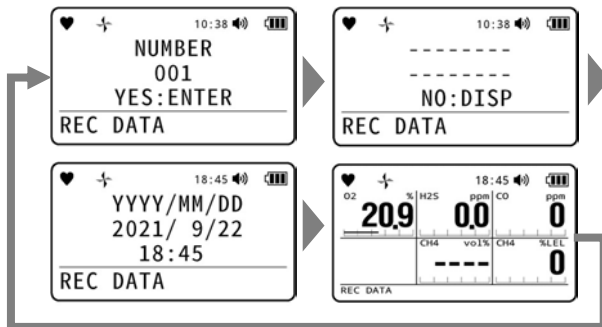 10:38
NUMBER
001
YES:ENTER
REC DATA
10:38
--------
--------
NO:DISP
REC DATA
18:45
YYYY/MM/DD
2021/ 9/22
18:45
REC DATA
18:45
O2 % H2S ppm CO ppm
20.9 0.0 0
CH4 vol% CH4 %LEL
---- 0
REC DATA